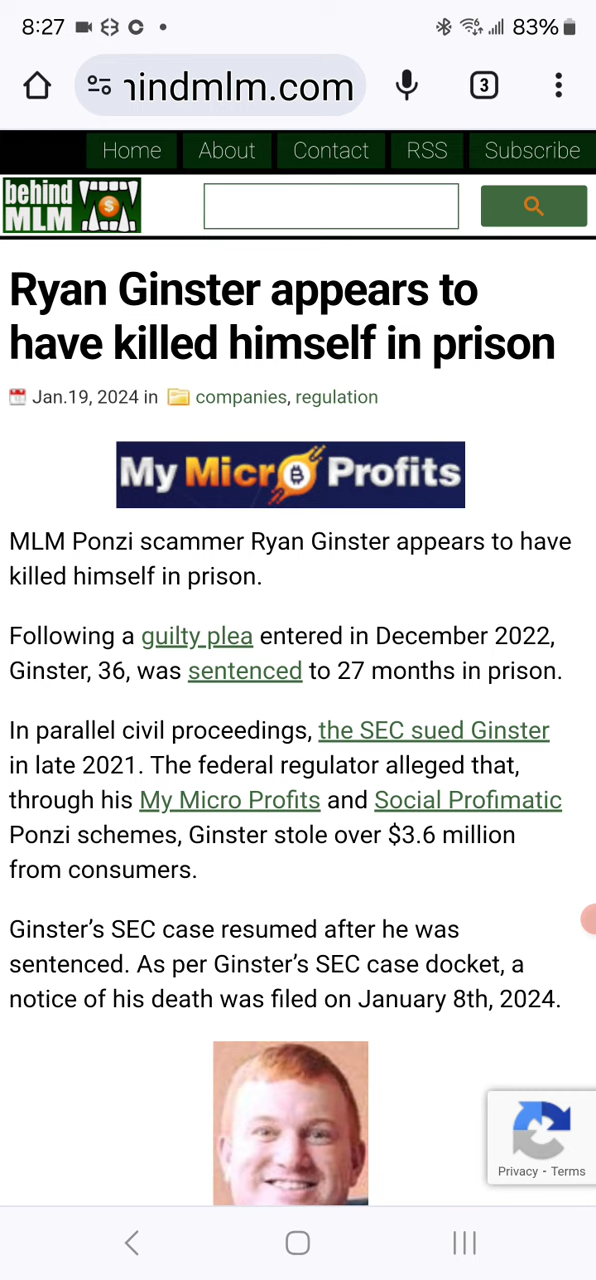 8:27
83%
hindmlm.com
3
Home About Contact RSS Subscribe
behind
MLM
$
Ryan Ginster appears to
have killed himself in prison
Jan.19, 2024 in companies, regulation
My Micro Profits
MLM Ponzi scammer Ryan Ginster appears to have
killed himself in prison.
Following a guilty plea entered in December 2022,
Ginster, 36, was sentenced to 27 months in prison.
In parallel civil proceedings, the SEC sued Ginster
in late 2021. The federal regulator alleged that,
through his My Micro Profits and Social Profimatic
Ponzi schemes, Ginster stole over $3.6 million
from consumers.
Ginster’s SEC case resumed after he was
sentenced. As per Ginster’s SEC case docket, a
notice of his death was filed on January 8th, 2024.
Privacy - Terms